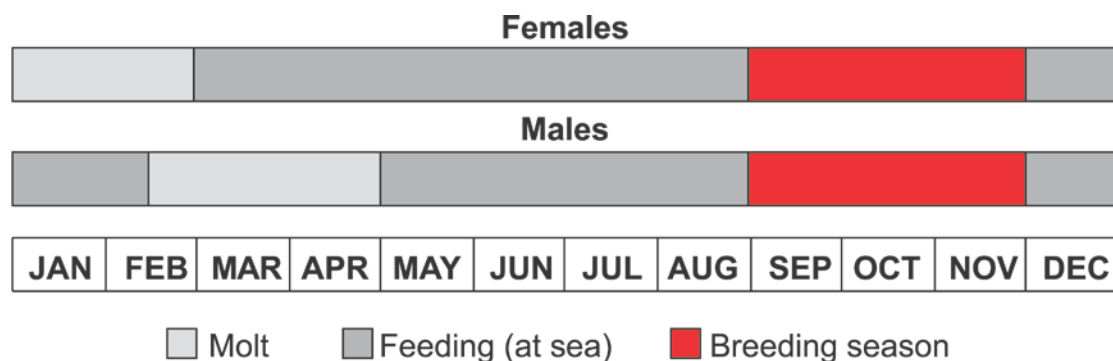 Females
Males
JAN FEB MAR APR MAY JUN JUL AUG SEP OCT NOV DEC
Molt Feeding (at sea) Breeding season